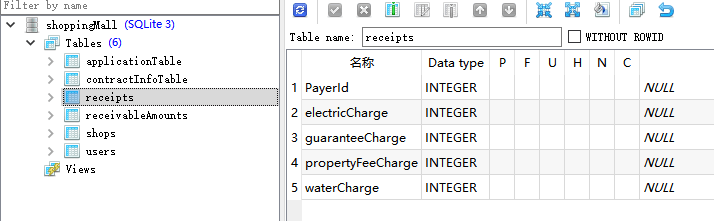 Filter by name
shoppingMall (SQLite 3)
Tables (6)
applicationTable
contractInfoTable
receipts
receivableAmounts
shops
users
Views
Table name: receipts WITHOUT ROWID
名称 Data type P F U H N C
1 PayerId INTEGER NULL
2 electricCharge INTEGER NULL
3 guaranteeCharge INTEGER NULL
4 propertyFeeCharge INTEGER NULL
5 waterCharge INTEGER NULL